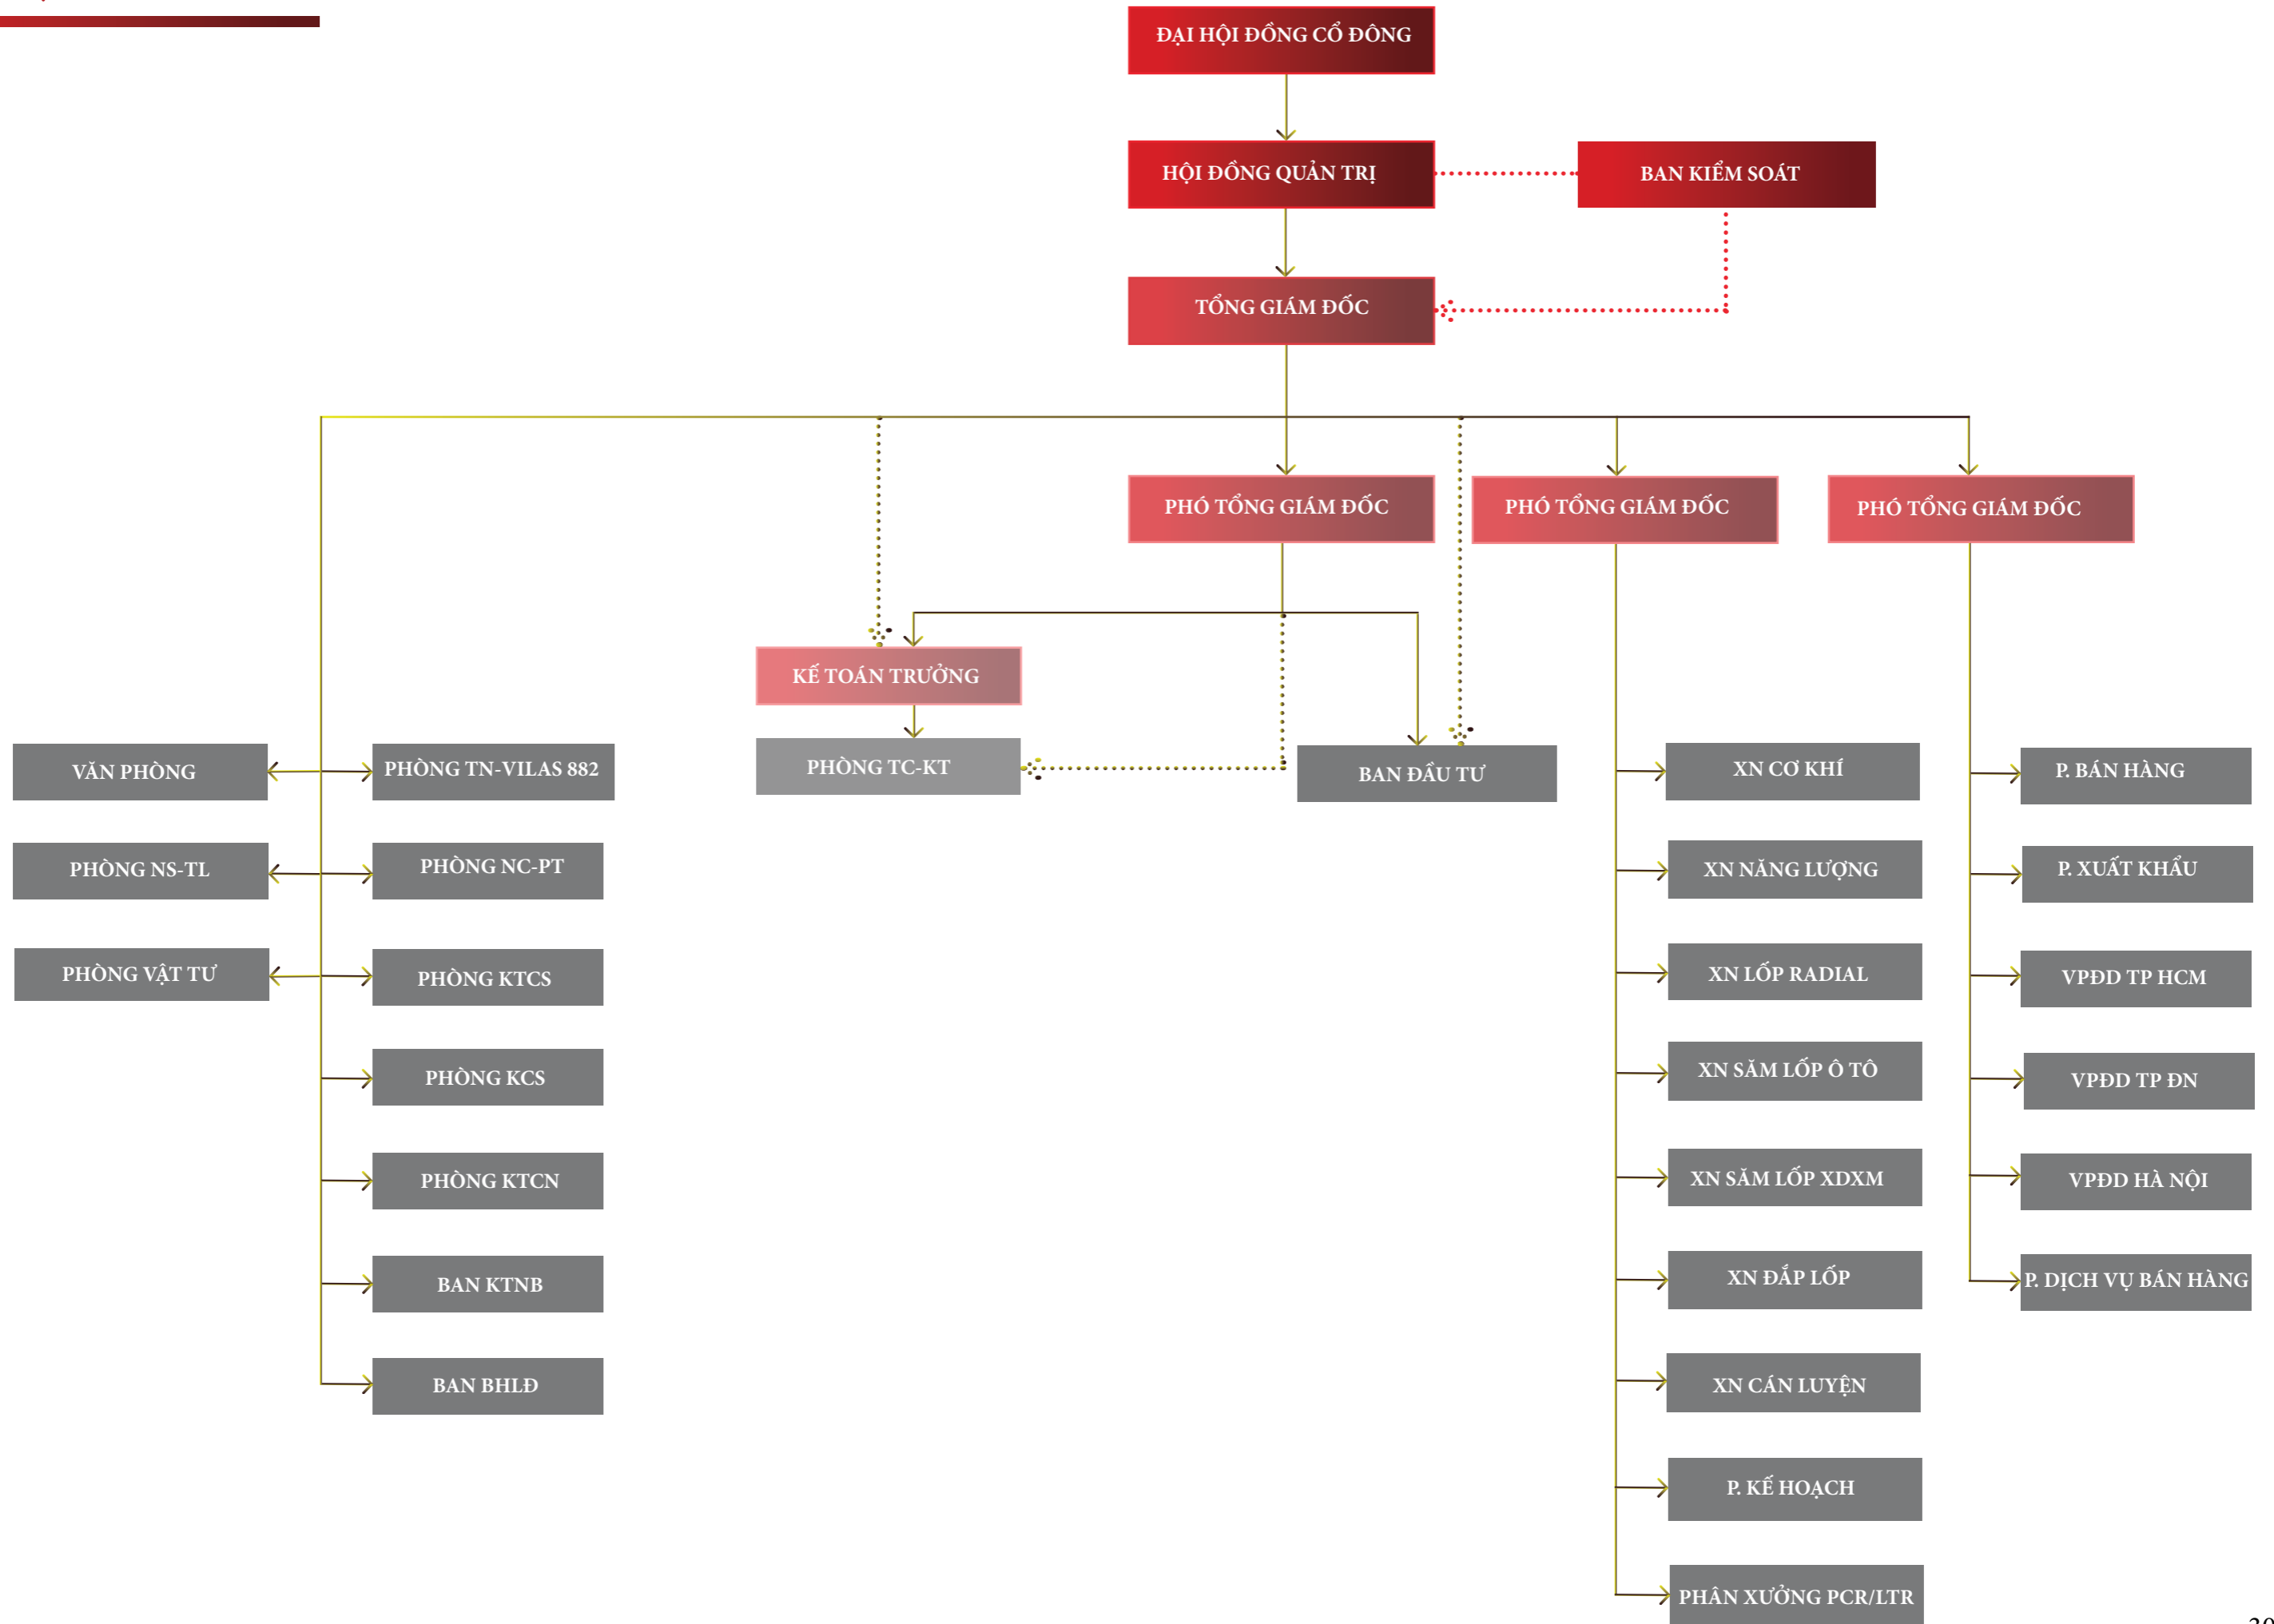 ĐẠI HỘI ĐỒNG CỔ ĐÔNG
HỘI ĐỒNG QUẢN TRỊ
BAN KIỂM SOÁT
TỔNG GIÁM ĐỐC
PHÓ TỔNG GIÁM ĐỐC
PHÓ TỔNG GIÁM ĐỐC
PHÓ TỔNG GIÁM ĐỐC
KẾ TOÁN TRƯỞNG
PHÒNG TC-KT
BAN ĐẦU TƯ
VĂN PHÒNG
PHÒNG NS-TL
PHÒNG VẬT TƯ
PHÒNG TN-VILAS 882
PHÒNG NC-PT
PHÒNG KTCS
PHÒNG KCS
PHÒNG KTCN
BAN KTNB
BAN BHLĐ
XN CƠ KHÍ
XN NĂNG LƯỢNG
XN LỐP RADIAL
XN SĂM LỐP Ô TÔ
XN SĂM LỐP XDXM
XN ĐẮP LỐP
XN CÁN LUYỆN
P. KẾ HOẠCH
PHÂN XƯỞNG PCR/LTR
P. BÁN HÀNG
P. XUẤT KHẨU
VPĐD TP HCM
VPĐD TP ĐN
VPĐD HÀ NỘI
P. DỊCH VỤ BÁN HÀNG